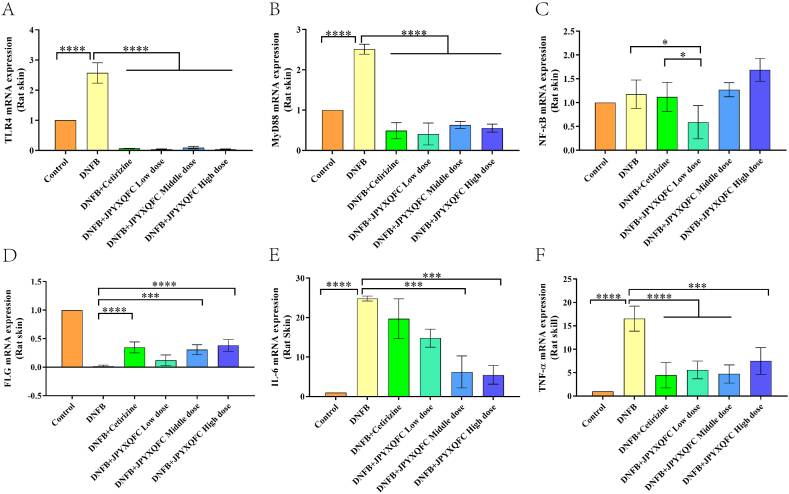 A
TLR4 mRNA expression
(Rat skin)
4
3
2
1
0
****
****
Control
DNFB
DNFB+Cetirizine
DNFB+JPYXQFC Low dose
DNFB+JPYXQFC Middle dose
DNFB+JPYXQFC High dose
B
MyD88 mRNA expression
(Rat skin)
3
2
1
0
****
****
Control
DNFB
DNFB+Cetirizine
DNFB+JPYXQFC Low dose
DNFB+JPYXQFC Middle dose
DNFB+JPYXQFC High dose
C
NF-κB mRNA expression
(Rat skin)
2.5
2.0
1.5
1.0
0.5
0.0
*
*
Control
DNFB
DNFB+Cetirizine
DNFB+JPYXQFC Low dose
DNFB+JPYXQFC Middle dose
DNFB+JPYXQFC High dose
D
FLG mRNA expression
(Rat skin)
1.5
1.0
0.5
0.0
-0.5
****
***
****
Control
DNFB
DNFB+Cetirizine
DNFB+JPYXQFC Low dose
DNFB+JPYXQFC Middle dose
DNFB+JPYXQFC High dose
E
IL-6 mRNA expression
(Rat Skin)
30
20
10
0
****
***
***
Control
DNFB
DNFB+Cetirizine
DNFB+JPYXQFC Low dose
DNFB+JPYXQFC Middle dose
DNFB+JPYXQFC High dose
F
TNF-α mRNA expression
(Rat skill)
25
20
15
10
5
0
****
****
***
Control
DNFB
DNFB+Cetirizine
DNFB+JPYXQFC Low dose
DNFB+JPYXQFC Middle dose
DNFB+JPYXQFC High dose